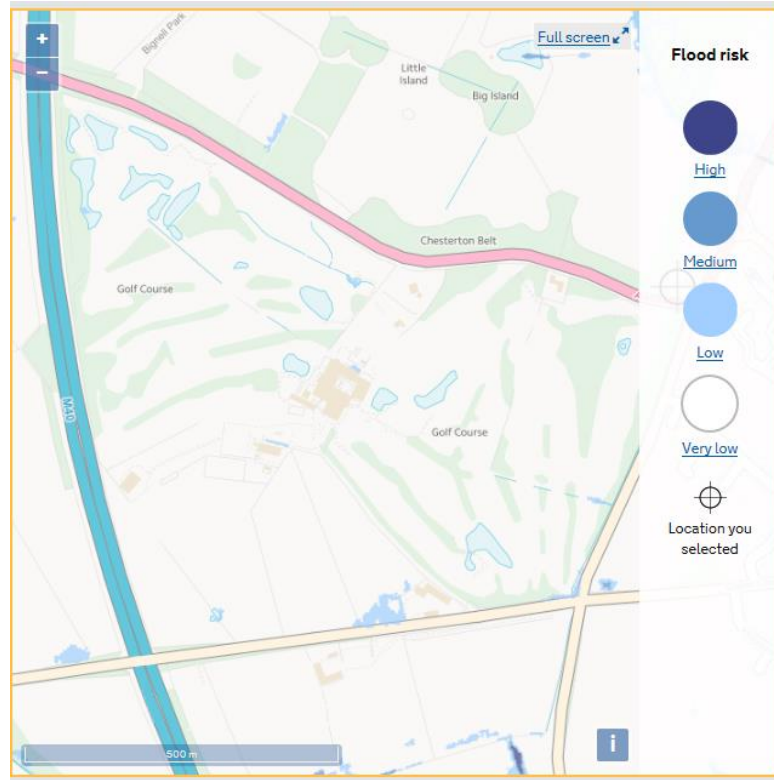 +
Full screen
Flood risk
Bignell Park
Little
Island
Big Island
High
Chesterton Belt
Medium
Golf Course
Low
M40
Golf Course
Very low
Location you
selected
500 m
i